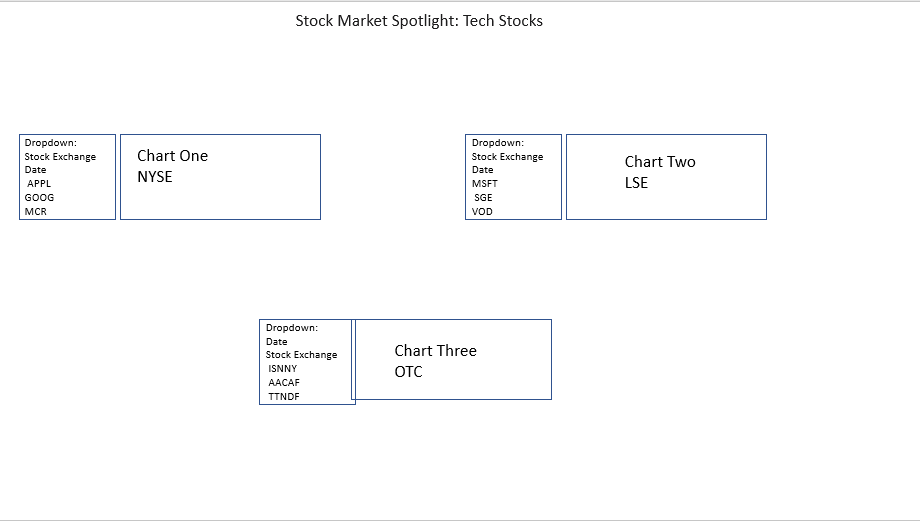 Stock Market Spotlight: Tech Stocks
Dropdown:
Stock Exchange
Date
APPL
GOOG
MCR
Chart One
NYSE
Dropdown:
Stock Exchange
Date
MSFT
SGE
VOD
Chart Two
LSE
Dropdown:
Date
Stock Exchange
ISNNY
AACAF
TTNDF
Chart Three
OTC